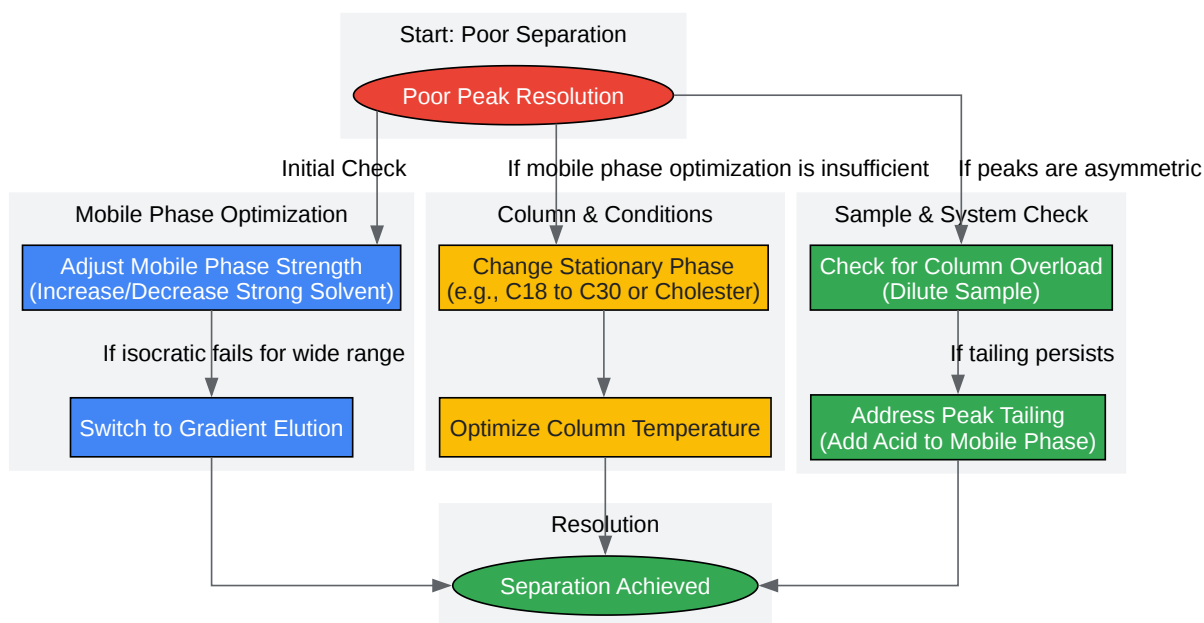 Start: Poor Separation
Poor Peak Resolution
Initial Check
If mobile phase optimization is insufficient
If peaks are asymmetric
Mobile Phase Optimization
Column & Conditions
Sample & System Check
Adjust Mobile Phase Strength
(Increase/Decrease Strong Solvent)
Change Stationary Phase
(e.g., C18 to C30 or Cholester)
Check for Column Overload
(Dilute Sample)
If isocratic fails for wide range
If tailing persists
Switch to Gradient Elution
Optimize Column Temperature
Address Peak Tailing
(Add Acid to Mobile Phase)
Resolution
Separation Achieved